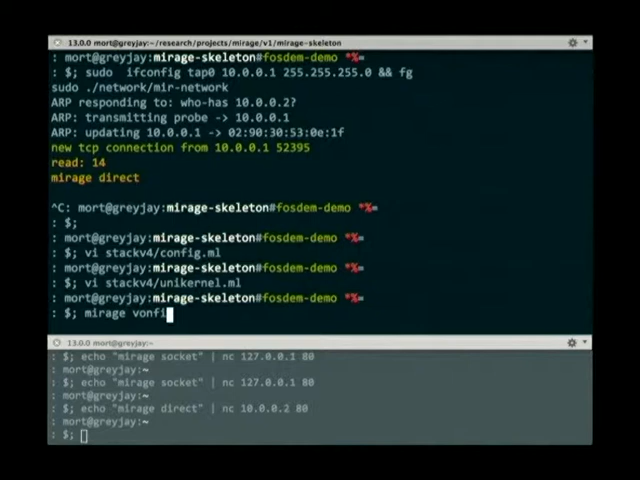 13.0.0 mort@greyjay:~/research/projects/mirage/v1/mirage-skeleton
: mort@greyjay:mirage-skeleton#fosdem-demo *%=
: $; sudo  ifconfig tap0 10.0.0.1 255.255.255.0 && fg
sudo ./network/mir-network
ARP responding to: who-has 10.0.0.2?
ARP: transmitting probe -> 10.0.0.1
ARP: updating 10.0.0.1 -> 02:90:30:53:0e:1f
new tcp connection from 10.0.0.1 52395
read: 14
mirage direct
^C: mort@greyjay:mirage-skeleton#fosdem-demo *%=
: $;
: mort@greyjay:mirage-skeleton#fosdem-demo *%=
: $; vi stackv4/config.ml
: mort@greyjay:mirage-skeleton#fosdem-demo *%=
: $; vi stackv4/unikernel.ml
: mort@greyjay:mirage-skeleton#fosdem-demo *%=
: $; mirage vonfi
13.0.0 mort@greyjay:~
: $; echo "mirage socket" | nc 127.0.0.1 80
: mort@greyjay:~
: $; echo "mirage socket" | nc 127.0.0.1 80
: mort@greyjay:~
: $; echo "mirage direct" | nc 10.0.0.2 80
: mort@greyjay:~
: $;